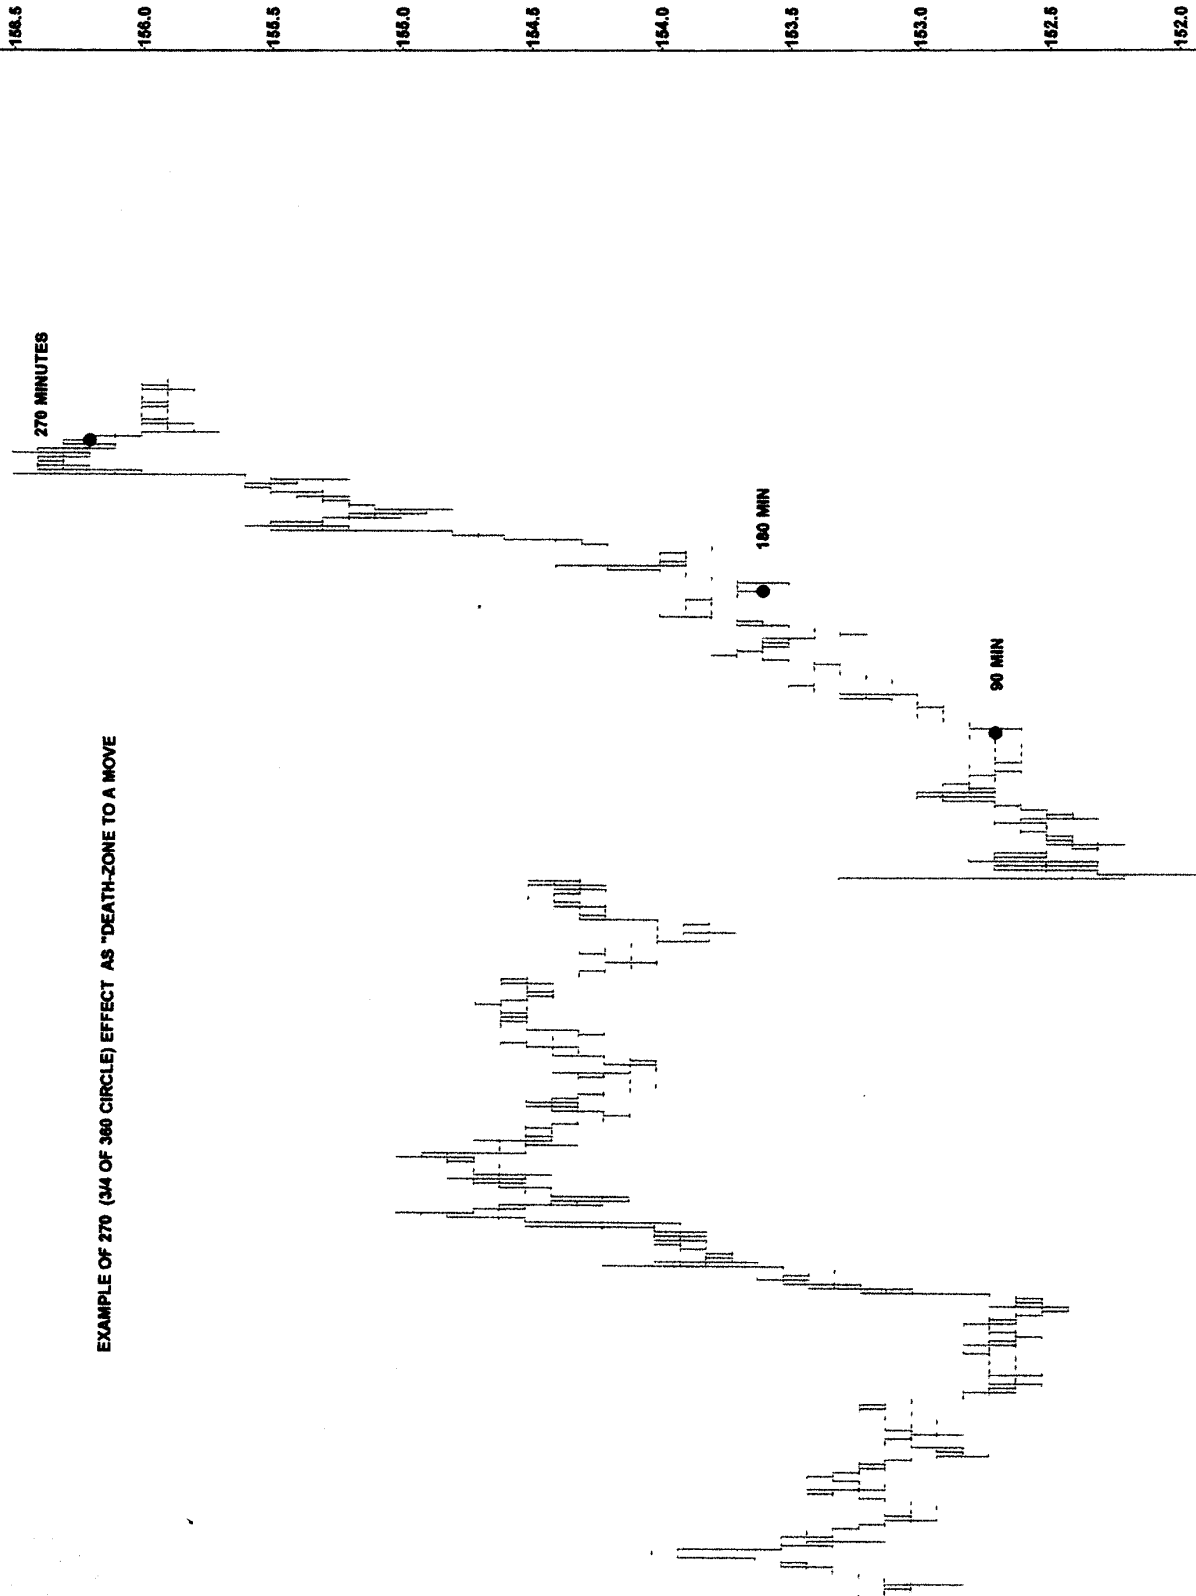 EXAMPLE OF 270 (3/4 OF 360 CIRCLE) EFFECT AS "DEATH-ZONE TO A MOVE
270 MINUTES
180 MIN
90 MIN
156.5
156.0
155.5
155.0
154.5
154.0
153.5
153.0
152.5
152.0